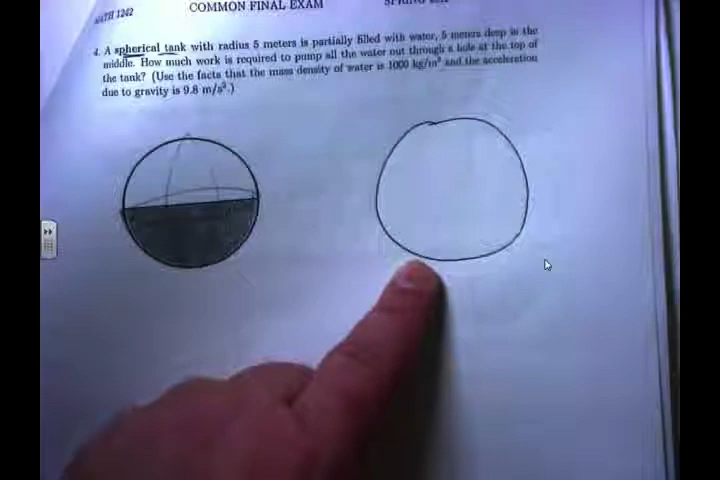 MATH 1242
COMMON FINAL EXAM
4. A spherical tank with radius 5 meters is partially filled with water, 5 meters deep in the
middle. How much work is required to pump all the water out through a hole at the top of
the tank? (Use the facts that the mass density of water is 1000 kg/m³ and the acceleration
due to gravity is 9.8 m/s².)